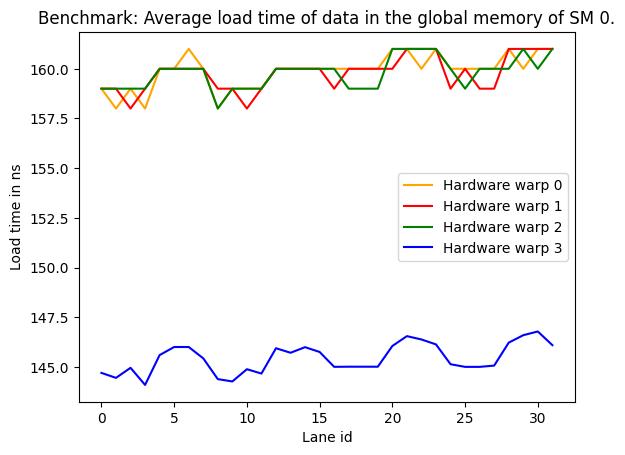 Benchmark: Average load time of data in the global memory of SM 0.
Load time in ns
160.0
157.5
155.0
152.5
150.0
147.5
145.0
Hardware warp 0
Hardware warp 1
Hardware warp 2
Hardware warp 3
0 5 10 15 20 25 30
Lane id